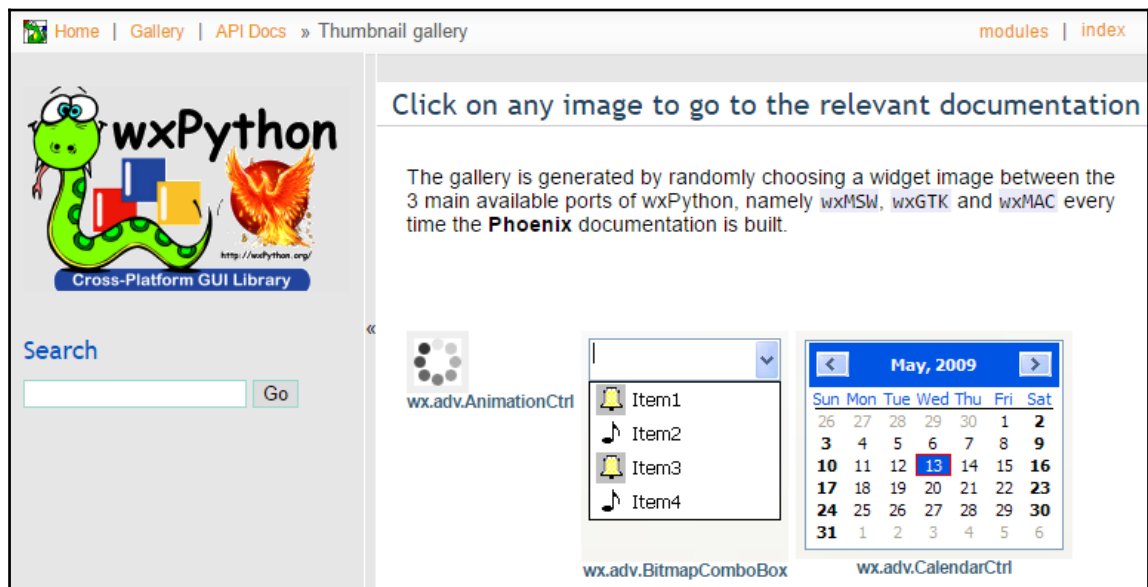 Home | Gallery | API Docs » Thumbnail gallery
modules | index
wxPython
http://wxPython.org/
Cross-Platform GUI Library
Search
Go
«
Click on any image to go to the relevant documentation
The gallery is generated by randomly choosing a widget image between the
3 main available ports of wxPython, namely wxMSW, wxGTK and wxMAC every
time the Phoenix documentation is built.
wx.adv.AnimationCtrl
Item1
Item2
Item3
Item4
wx.adv.BitmapComboBox
May, 2009
Sun Mon Tue Wed Thu Fri Sat
26 27 28 29 30 1 2
3 4 5 6 7 8 9
10 11 12 13 14 15 16
17 18 19 20 21 22 23
24 25 26 27 28 29 30
31 1 2 3 4 5 6
wx.adv.CalendarCtrl